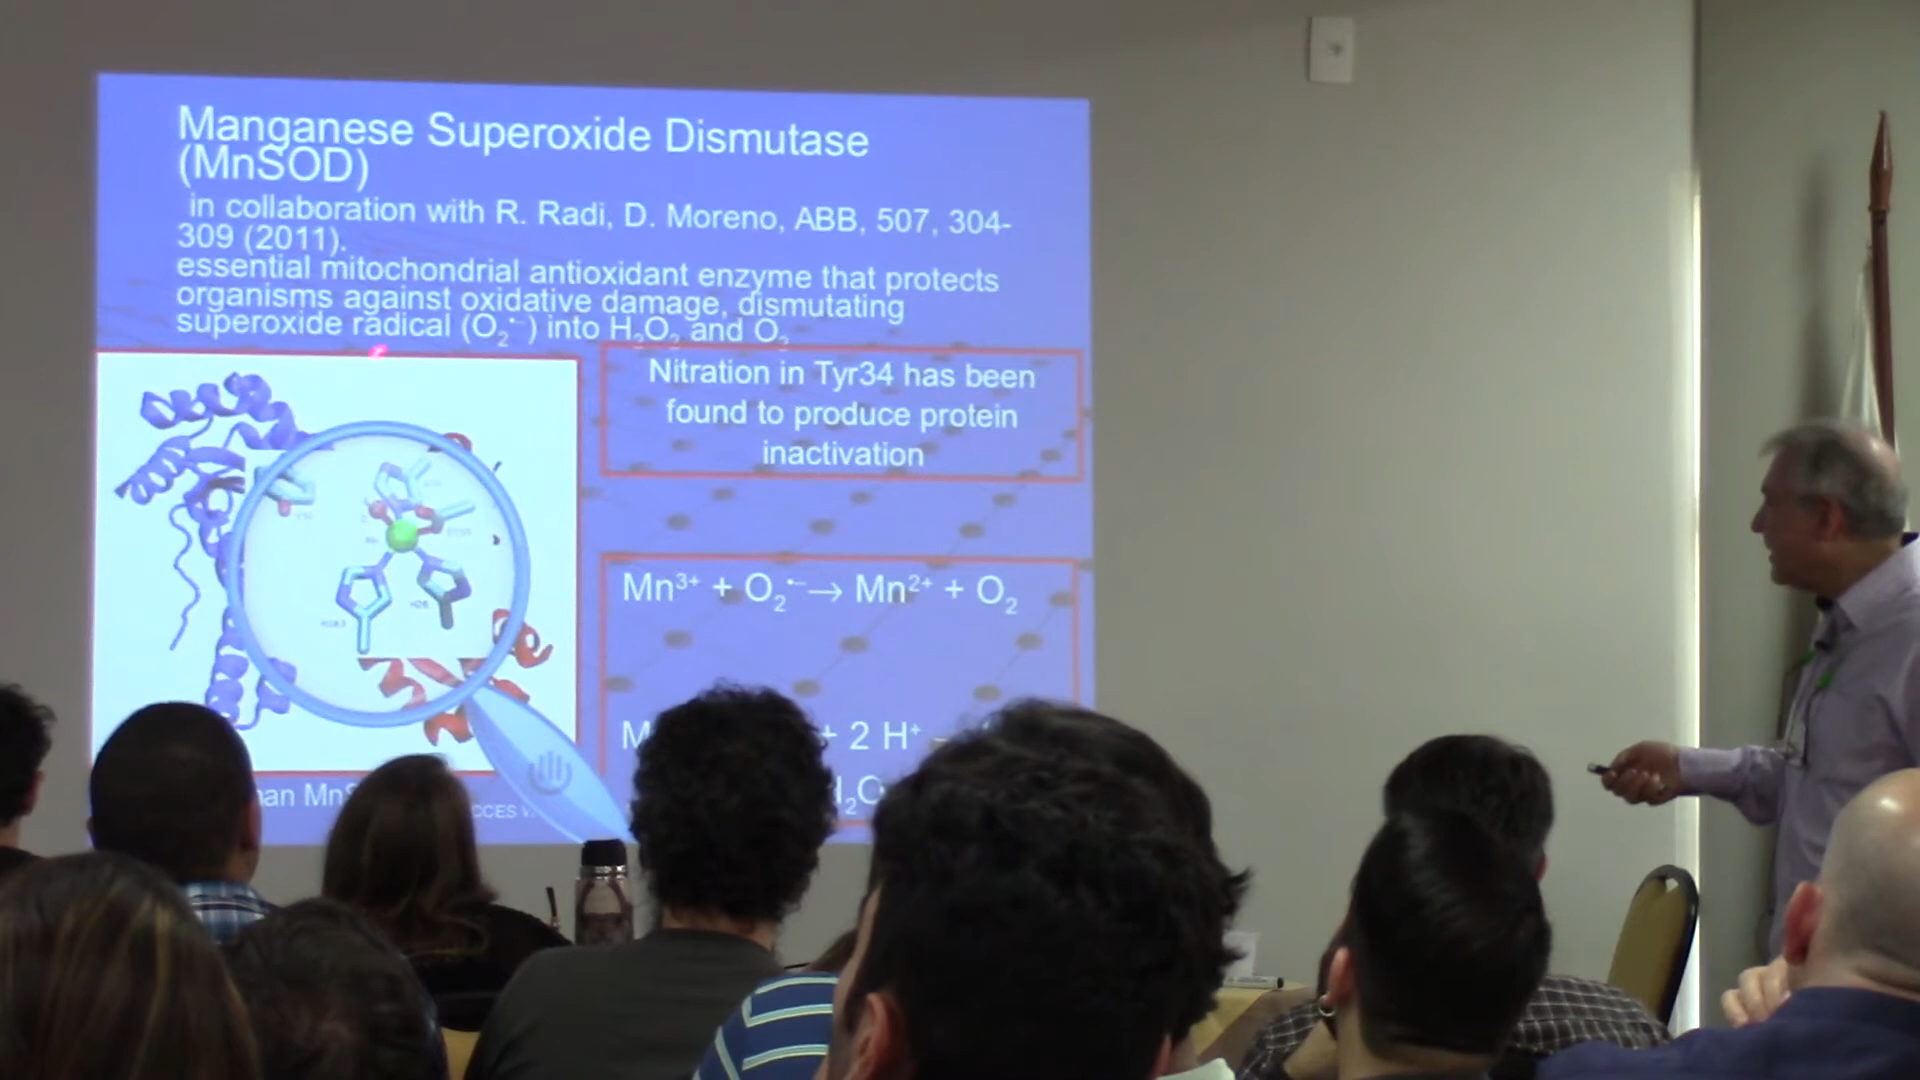 Manganese Superoxide Dismutase
(MnSOD)
in collaboration with R. Radi, D. Moreno, ABB, 507, 304-
309 (2011).
essential mitochondrial antioxidant enzyme that protects
organisms against oxidative damage, dismutating
superoxide radical (O₂•⁻) into H₂O₂ and O₂
Nitration in Tyr34 has been
found to produce protein
inactivation
Mn³⁺ + O₂•⁻ → Mn²⁺ + O₂
+ 2 H⁺